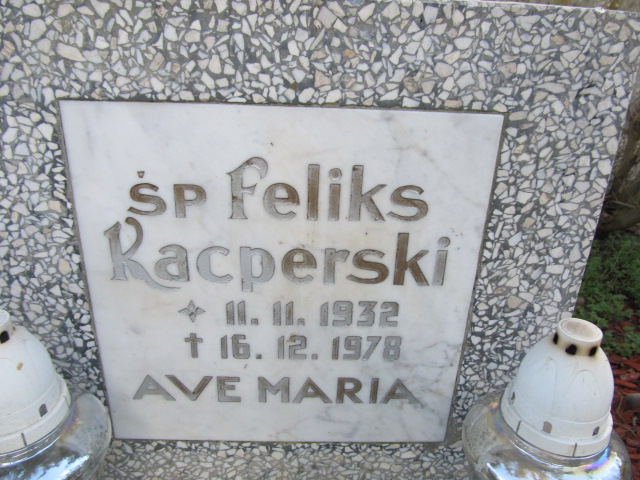 ŚP Feliks
Kacperski
11.11.1932
† 16.12.1978
AVE MARIA